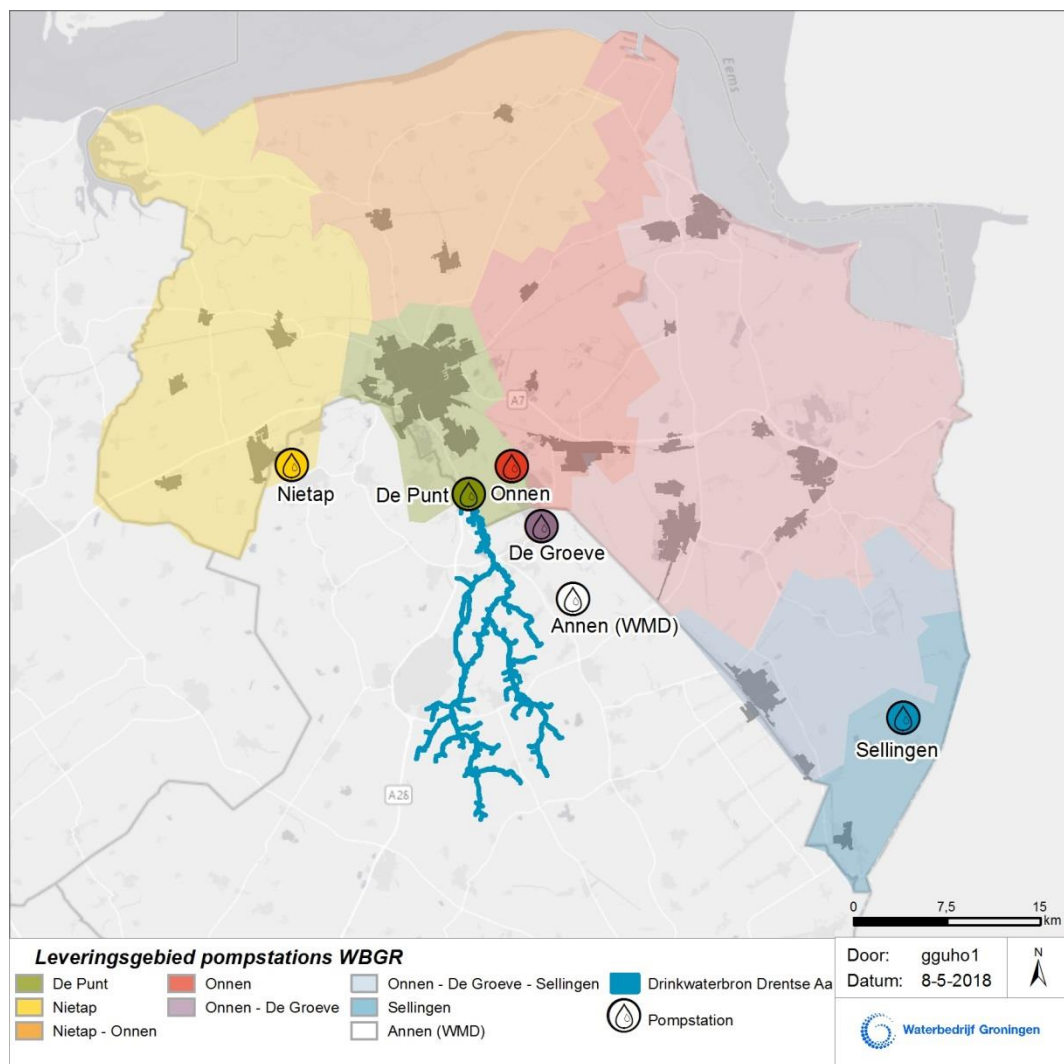 Eems
A7
Nietap
De Punt
Onnen
De Groeve
Annen (WMD)
Sellingen
A28
0 7,5 15
km
Leveringsgebied pompstations WBGR
De Punt
Nietap
Nietap - Onnen
Onnen
Onnen - De Groeve
Onnen - De Groeve - Sellingen
Sellingen
Annen (WMD)
Drinkwaterbron Drentse Aa
Pompstation
Door: gguho1
Datum: 8-5-2018
N
Waterbedrijf Groningen